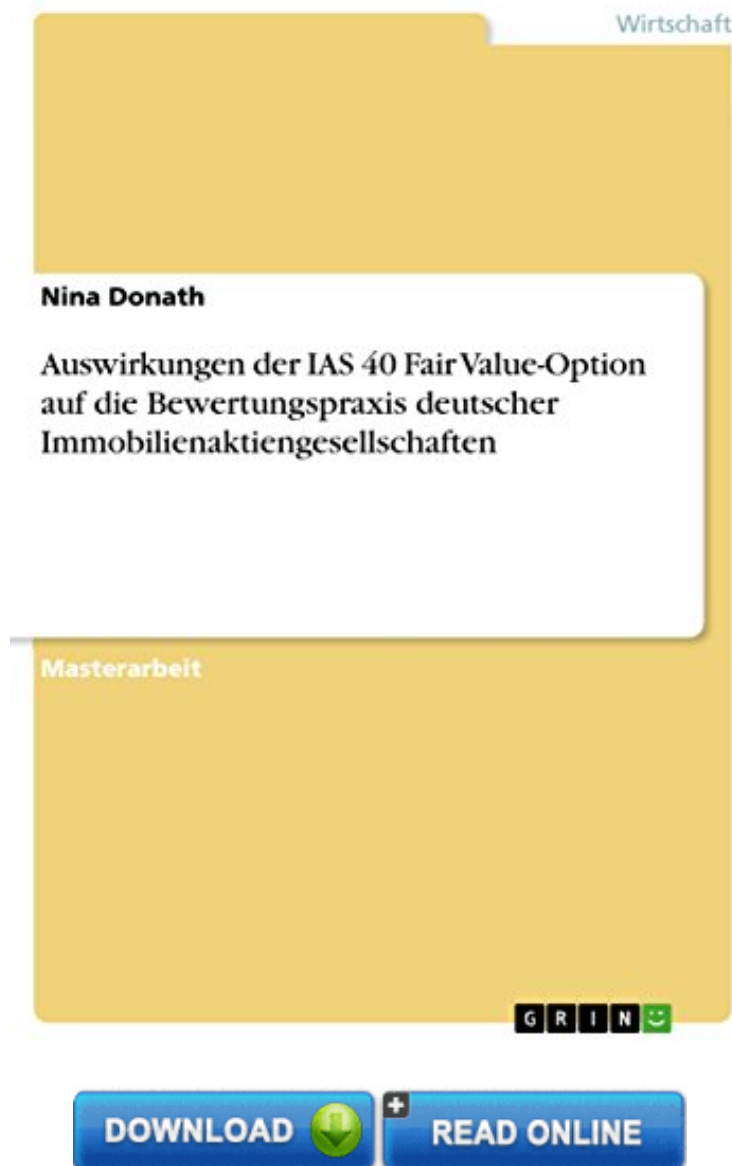 Wirtschaft
Nina Donath
Auswirkungen der IAS 40 Fair Value-Option
auf die Bewertungspraxis deutscher
Immobilienaktiengesellschaften
Masterarbeit
GRIN
DOWNLOAD
READ ONLINE